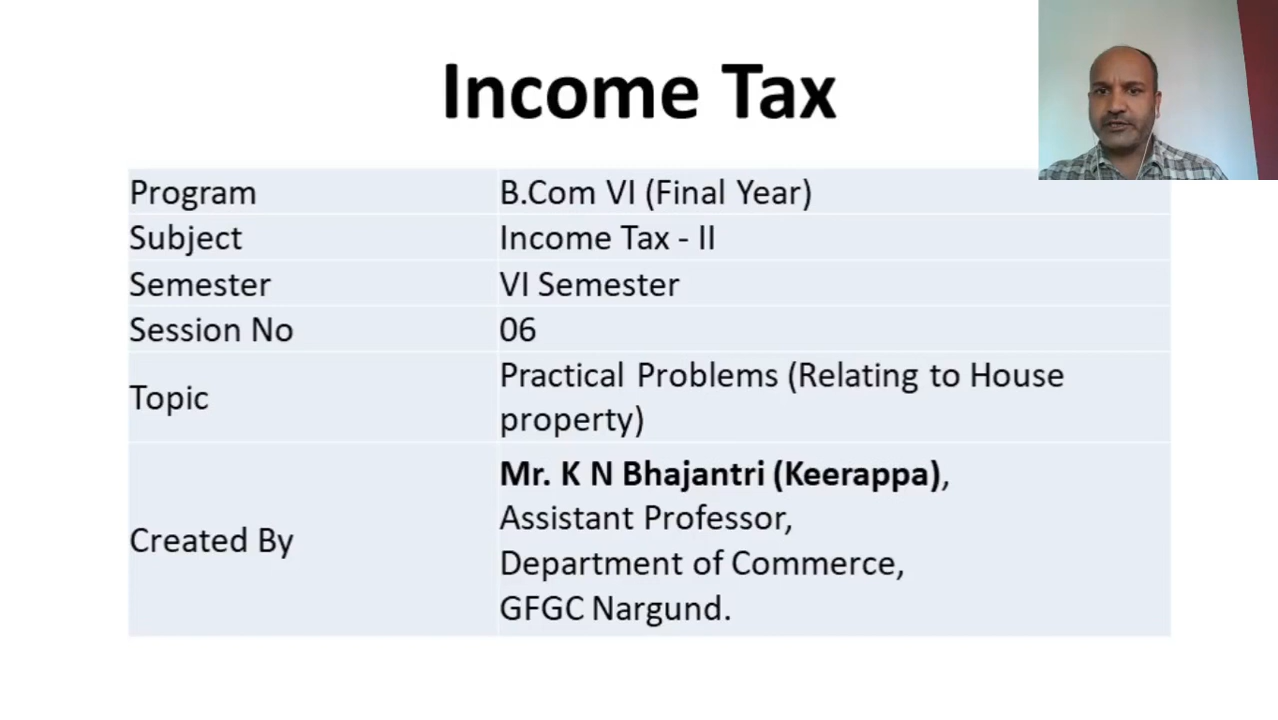 Income Tax
Program
B.Com VI (Final Year)
Subject
Income Tax - II
Semester
VI Semester
Session No
06
Topic
Practical Problems (Relating to House
property)
Created By
Mr. K N Bhajantri (Keerappa),
Assistant Professor,
Department of Commerce,
GFGC Nargund.